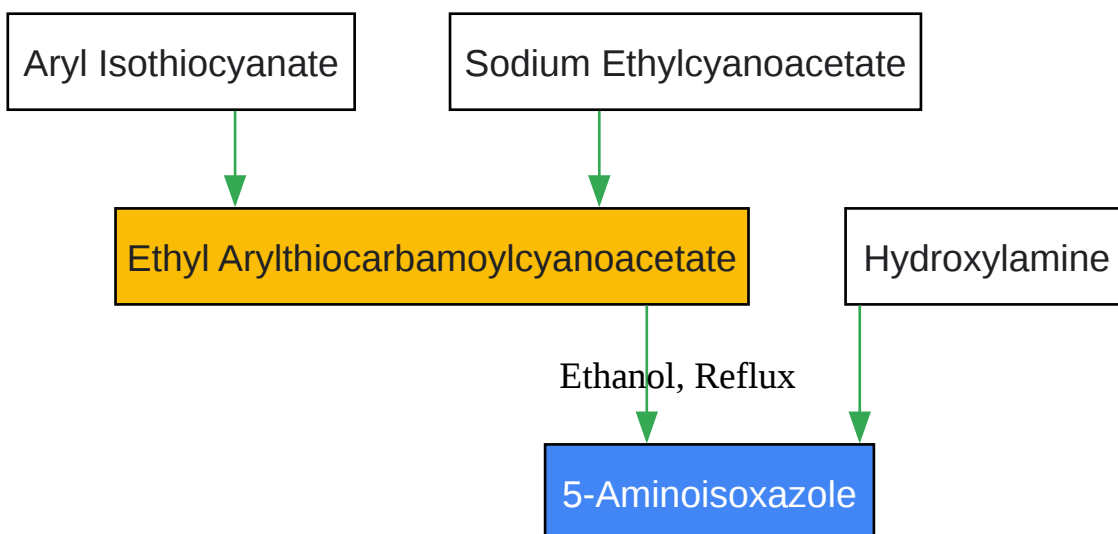 Aryl Isothiocyanate
Sodium Ethylcyanoacetate
Ethyl Arylthiocarbamoylcyanoacetate
Hydroxylamine
Ethanol, Reflux
5-Aminoisoxazole